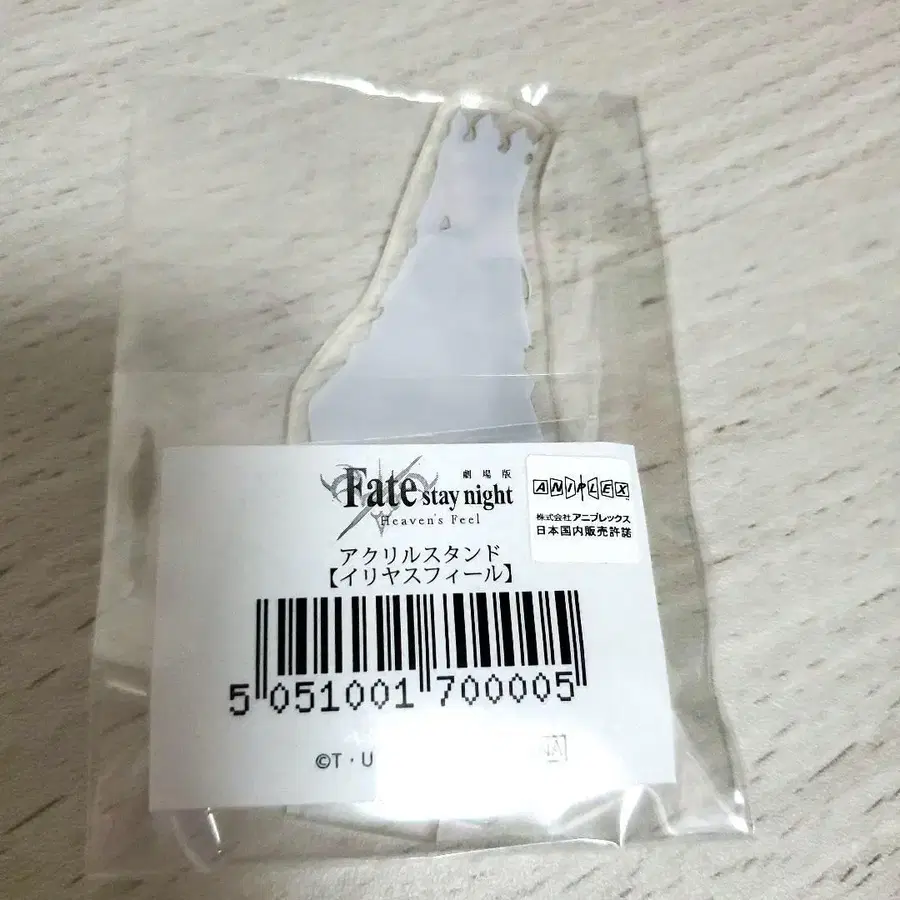 劇場版
Fate stay night
Heaven's Feel
ANIPLEX
株式会社アニプレックス
日本国内販売許諾
アクリルスタンド
【イリヤスフィール】
5 051001 700005
©T・U